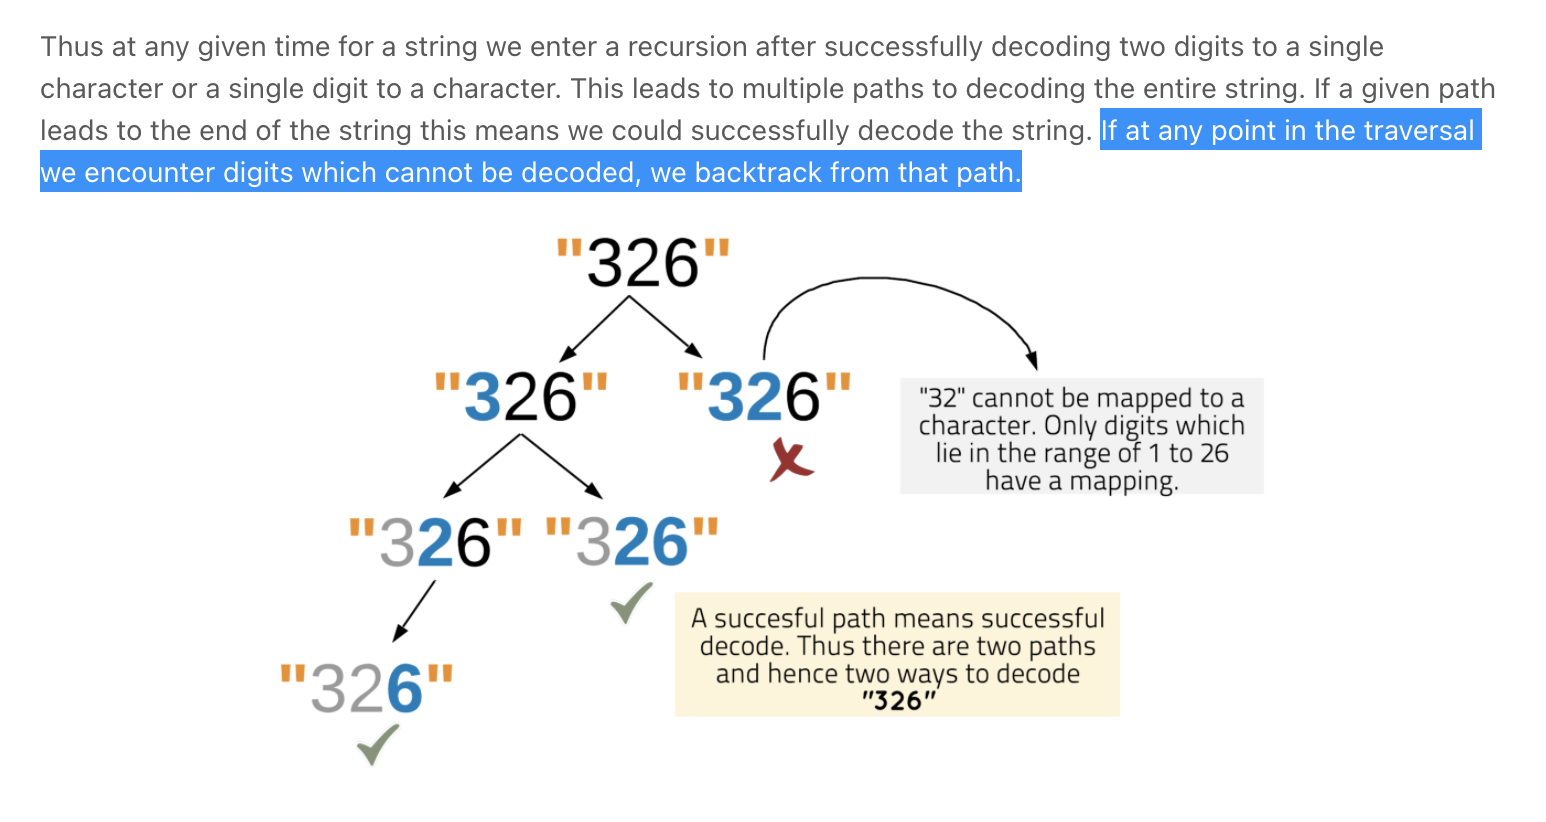 Thus at any given time for a string we enter a recursion after successfully decoding two digits to a single
character or a single digit to a character. This leads to multiple paths to decoding the entire string. If a given path
leads to the end of the string this means we could successfully decode the string. If at any point in the traversal
we encounter digits which cannot be decoded, we backtrack from that path.
"326"
"326" "326"
"32" cannot be mapped to a
character. Only digits which
lie in the range of 1 to 26
have a mapping.
"326" "326"
A succesful path means successful
decode. Thus there are two paths
and hence two ways to decode
"326"
"326"